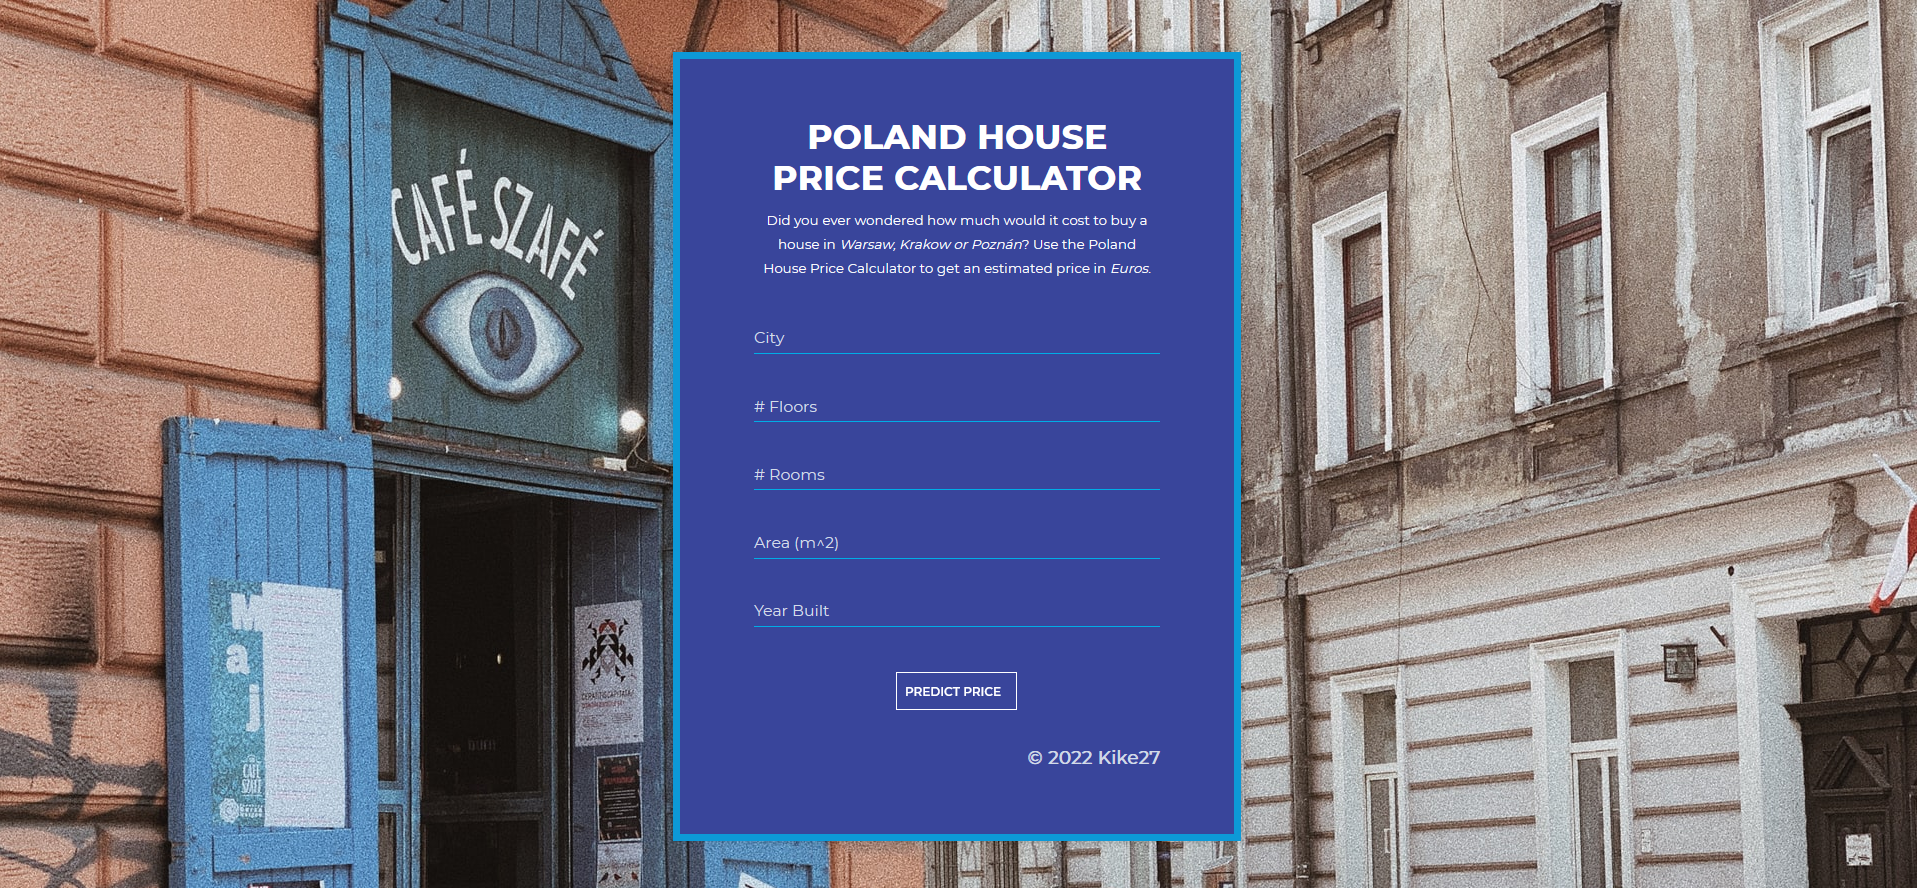 CAFÉ SZAFÉ
POLAND HOUSE
PRICE CALCULATOR
Did you ever wondered how much would it cost to buy a
house in Warsaw, Krakow or Poznán? Use the Poland
House Price Calculator to get an estimated price in Euros.
City
# Floors
# Rooms
Area (m^2)
Year Built
PREDICT PRICE
© 2022 Kike27
M
a
j
CAFÉ
SZAFÉ